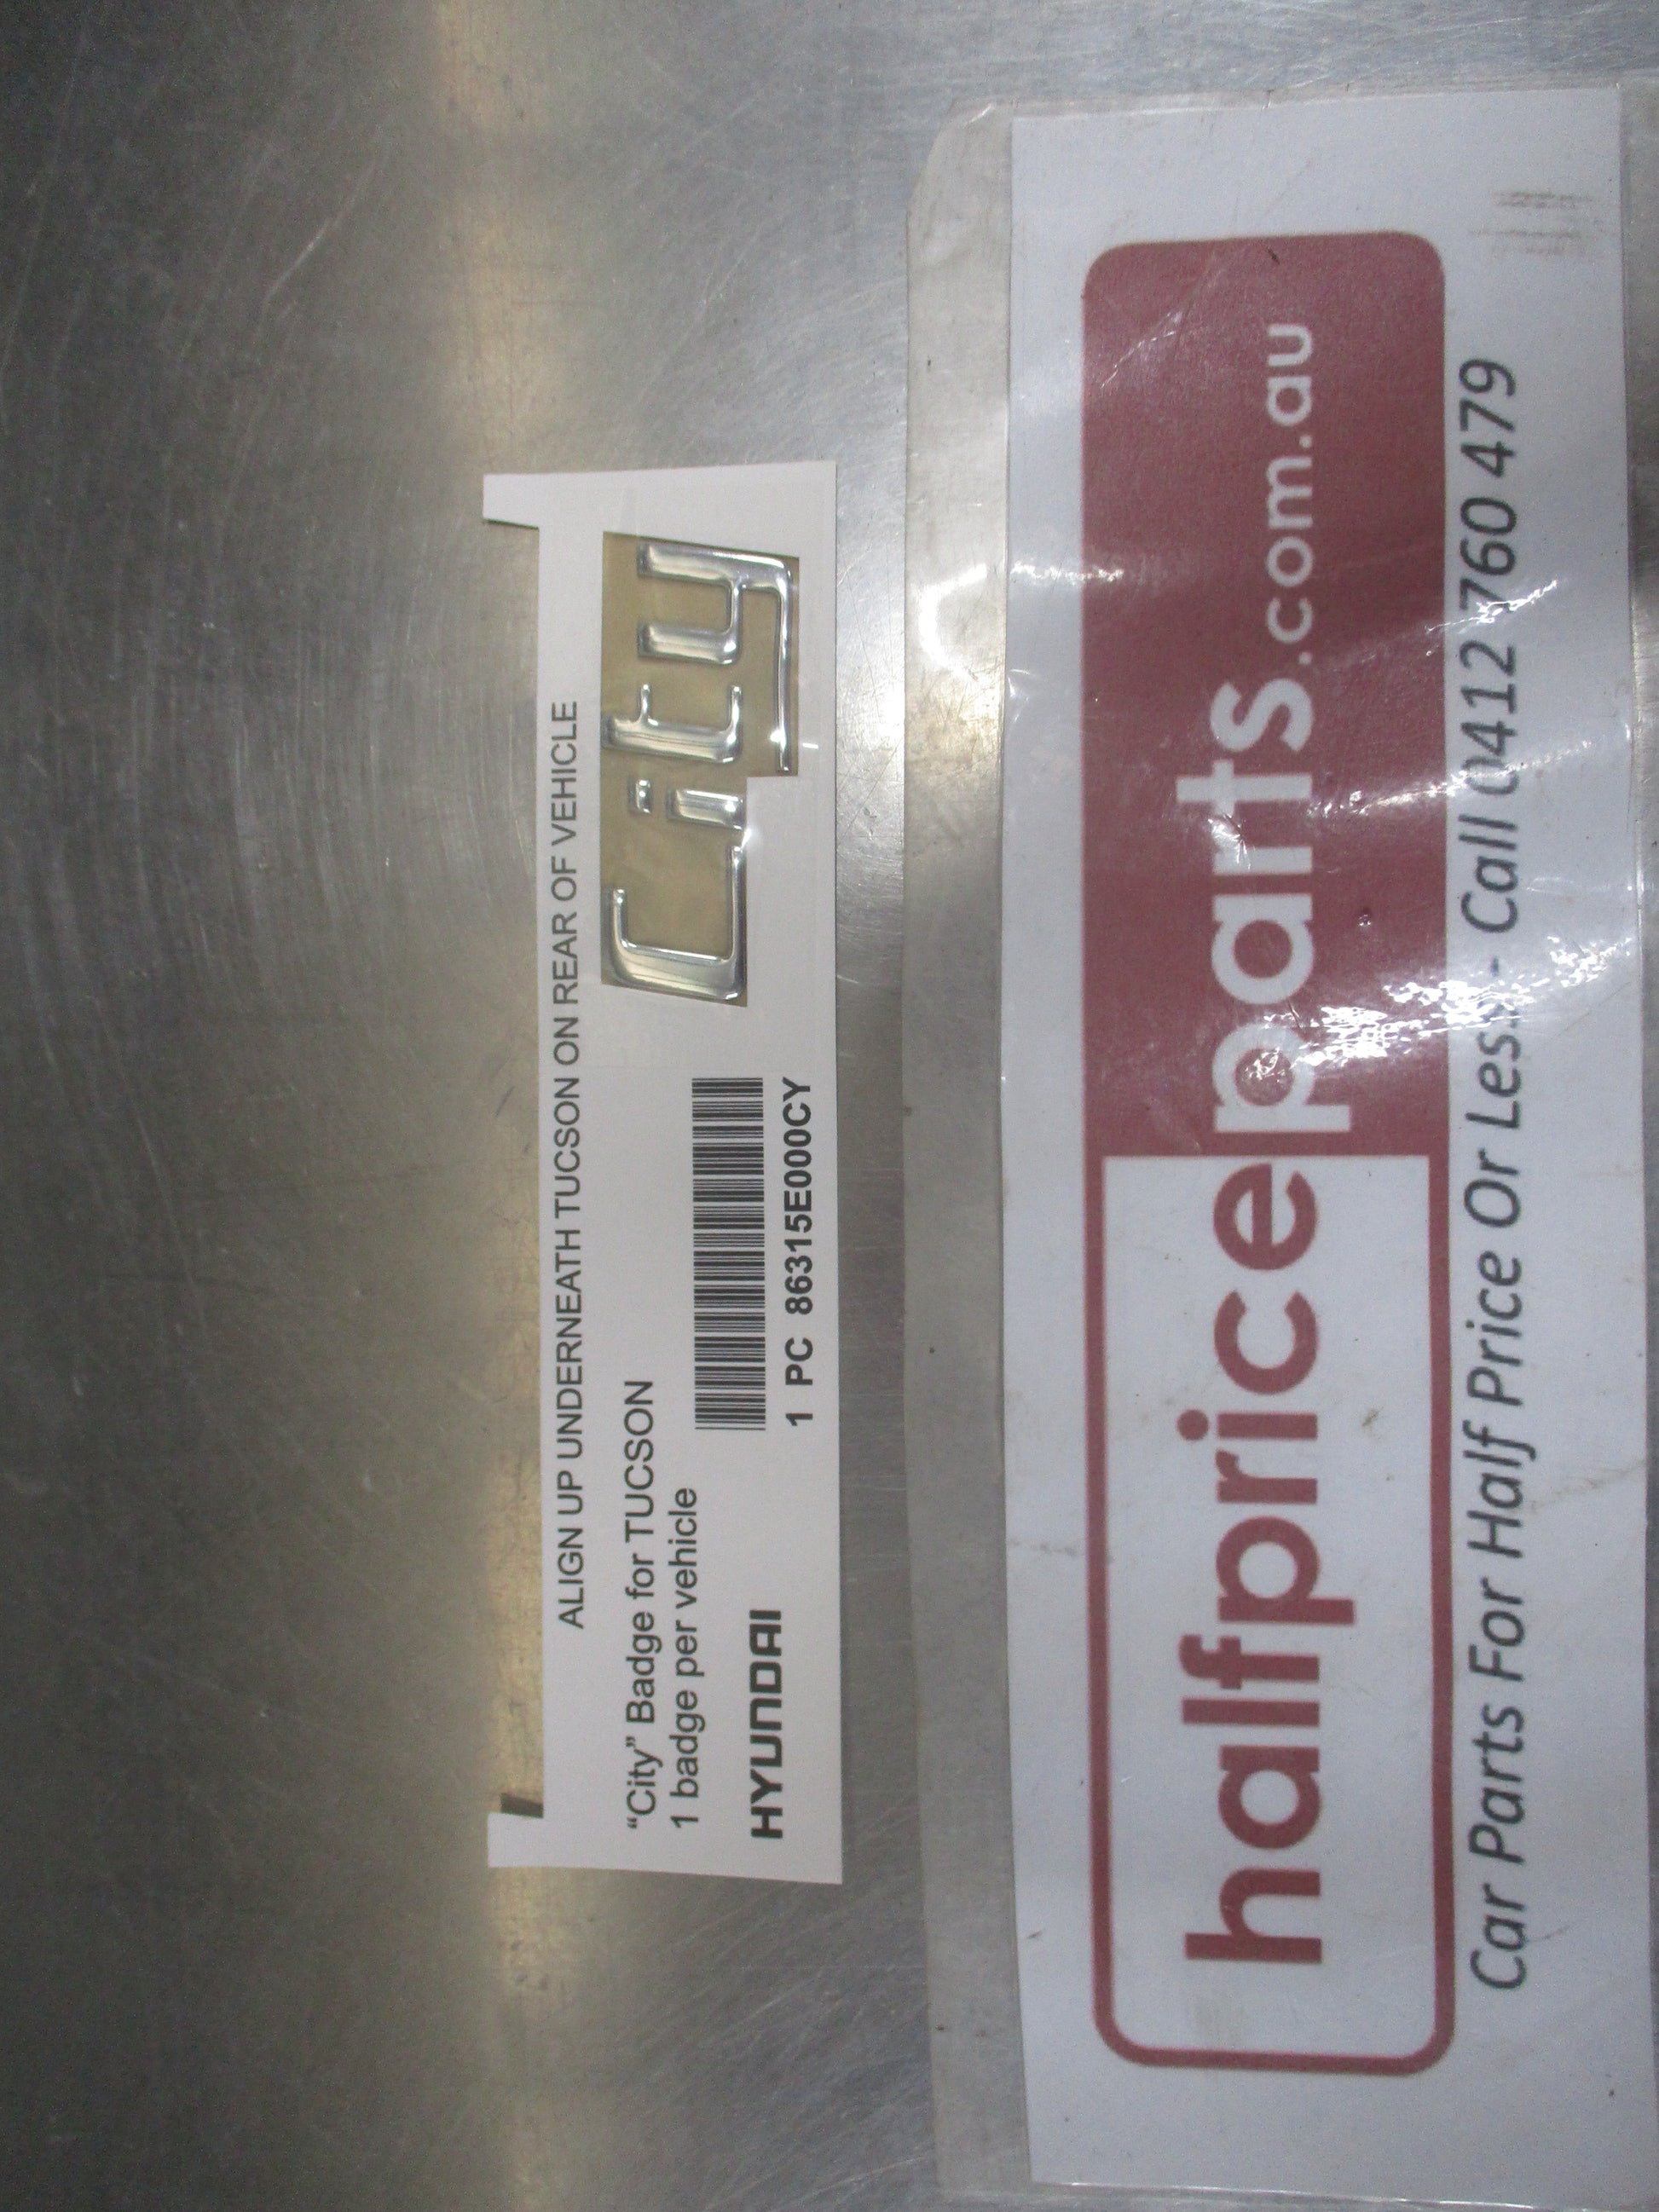 ALIGN UP UNDERNEATH TUCSON ON REAR OF VEHICLE
“City” Badge for TUCSON
1 badge per vehicle
HYUNDAI
1 PC 86315E000CY
City
halfpriceparts.com.au
Car Parts For Half Price Or Less - Call 0412 760 479